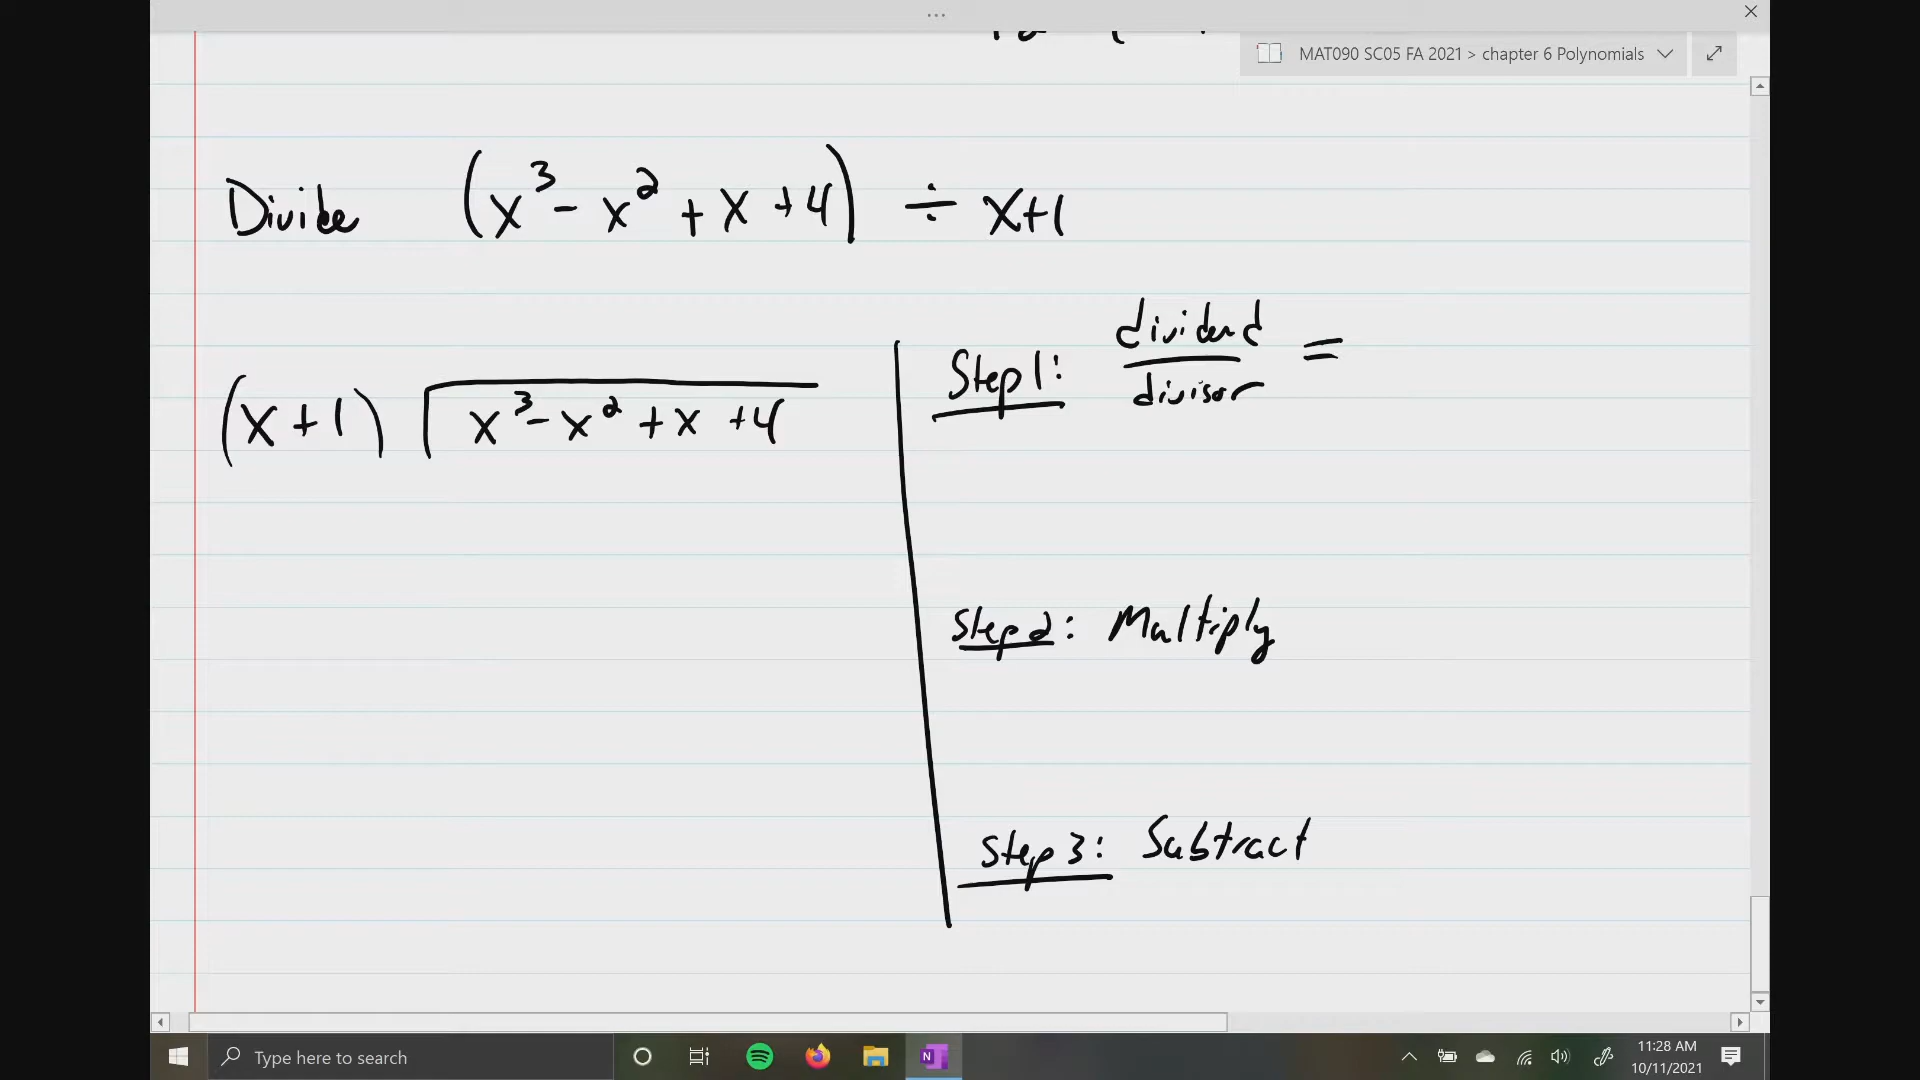 MAT090 SC05 FA 2021 > chapter 6 Polynomials
Divide (x³ - x² + x + 4) ÷ x+1
(x + 1) x³ - x² + x + 4
Step 1: dividend / divisor =
Step 2: Multiply
Step 3: Subtract
Type here to search
11:28 AM
10/11/2021